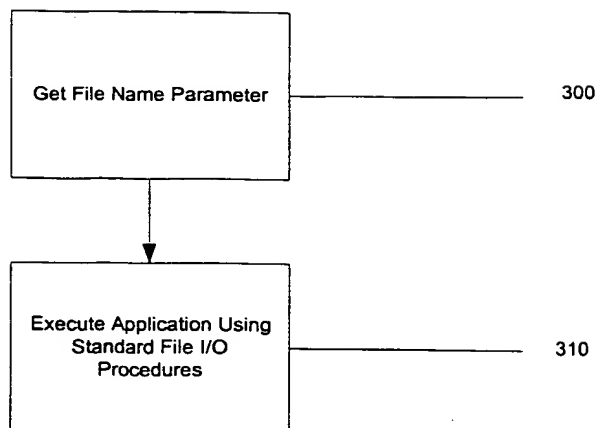 Get File Name Parameter
300
Execute Application Using
Standard File I/O
Procedures
310